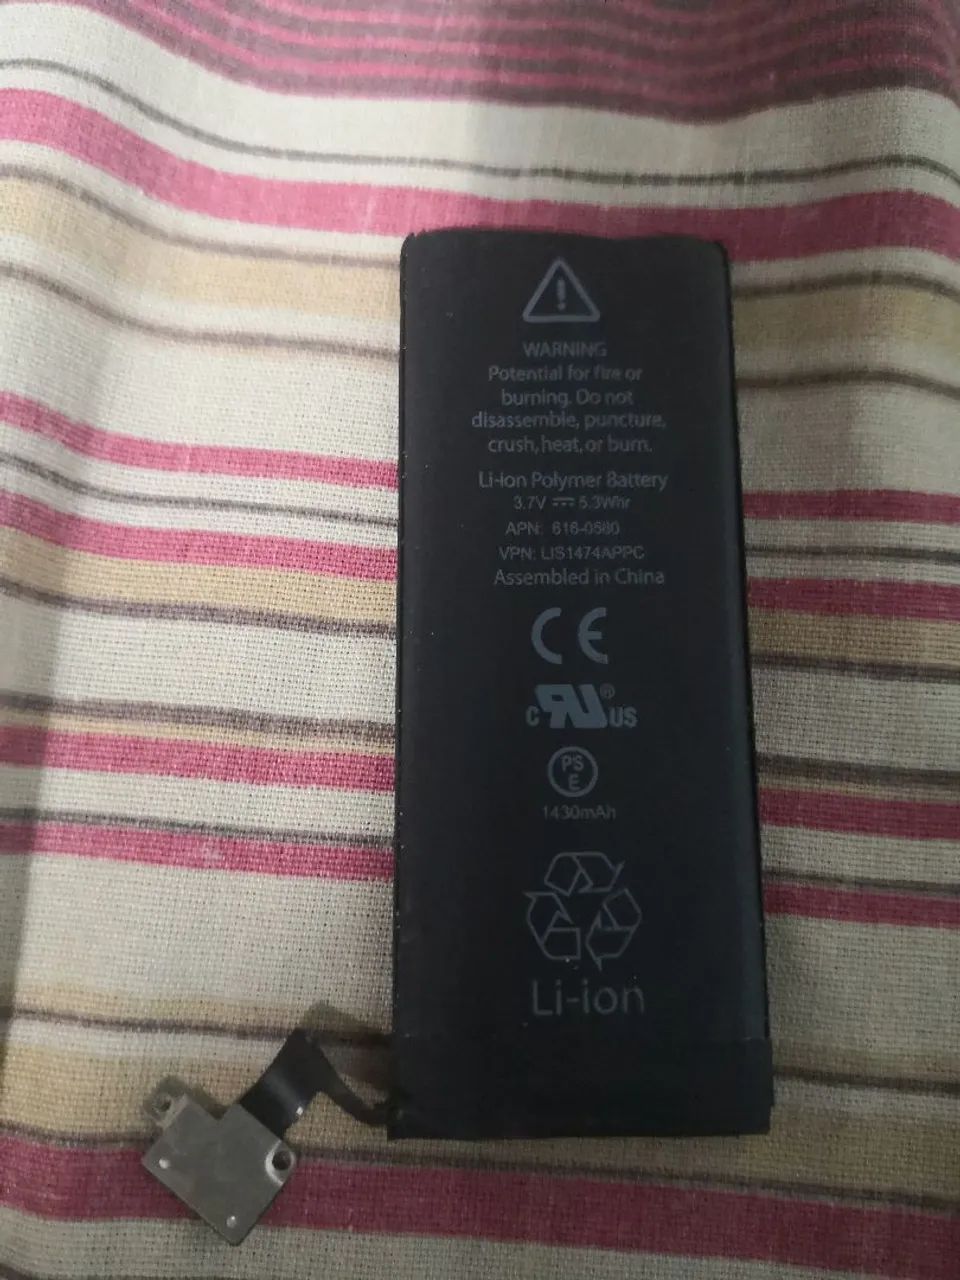 WARNING
Potential for fire or
burning. Do not
disassemble, puncture,
crush, heat, or burn.
Li-ion Polymer Battery
3.7V ⎓ 5.3Whr
APN: 616-0580
VPN: LIS1474APPC
Assembled in China
CE
c RU ® US
PS
E
1430mAh
Li-ion